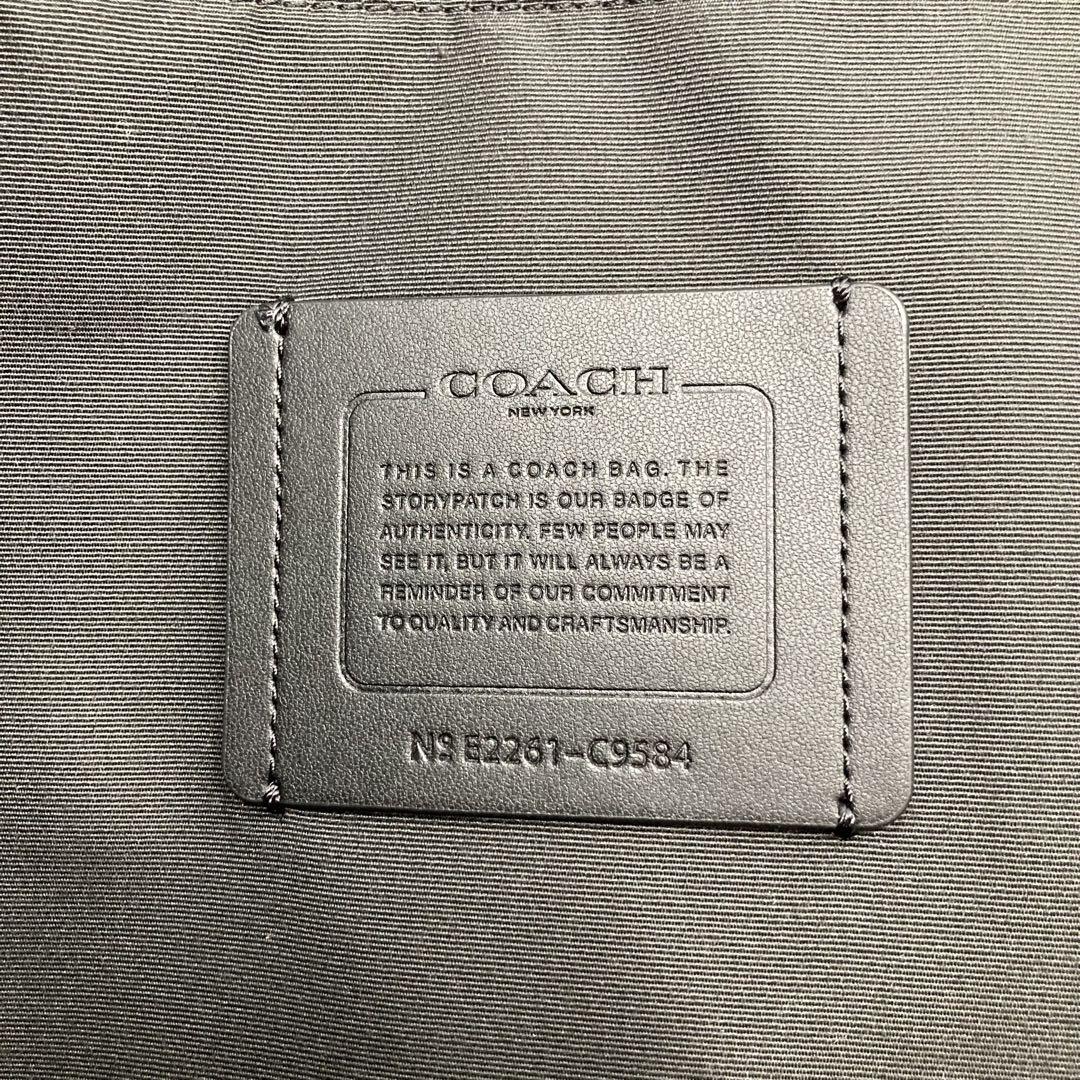 COACH
NEW YORK
THIS IS A COACH BAG. THE
STORYPATCH IS OUR BADGE OF
AUTHENTICITY. FEW PEOPLE MAY
SEE IT, BUT IT WILL ALWAYS BE A
REMINDER OF OUR COMMITMENT
TO QUALITY AND CRAFTSMANSHIP.
Nº E2261-C9584